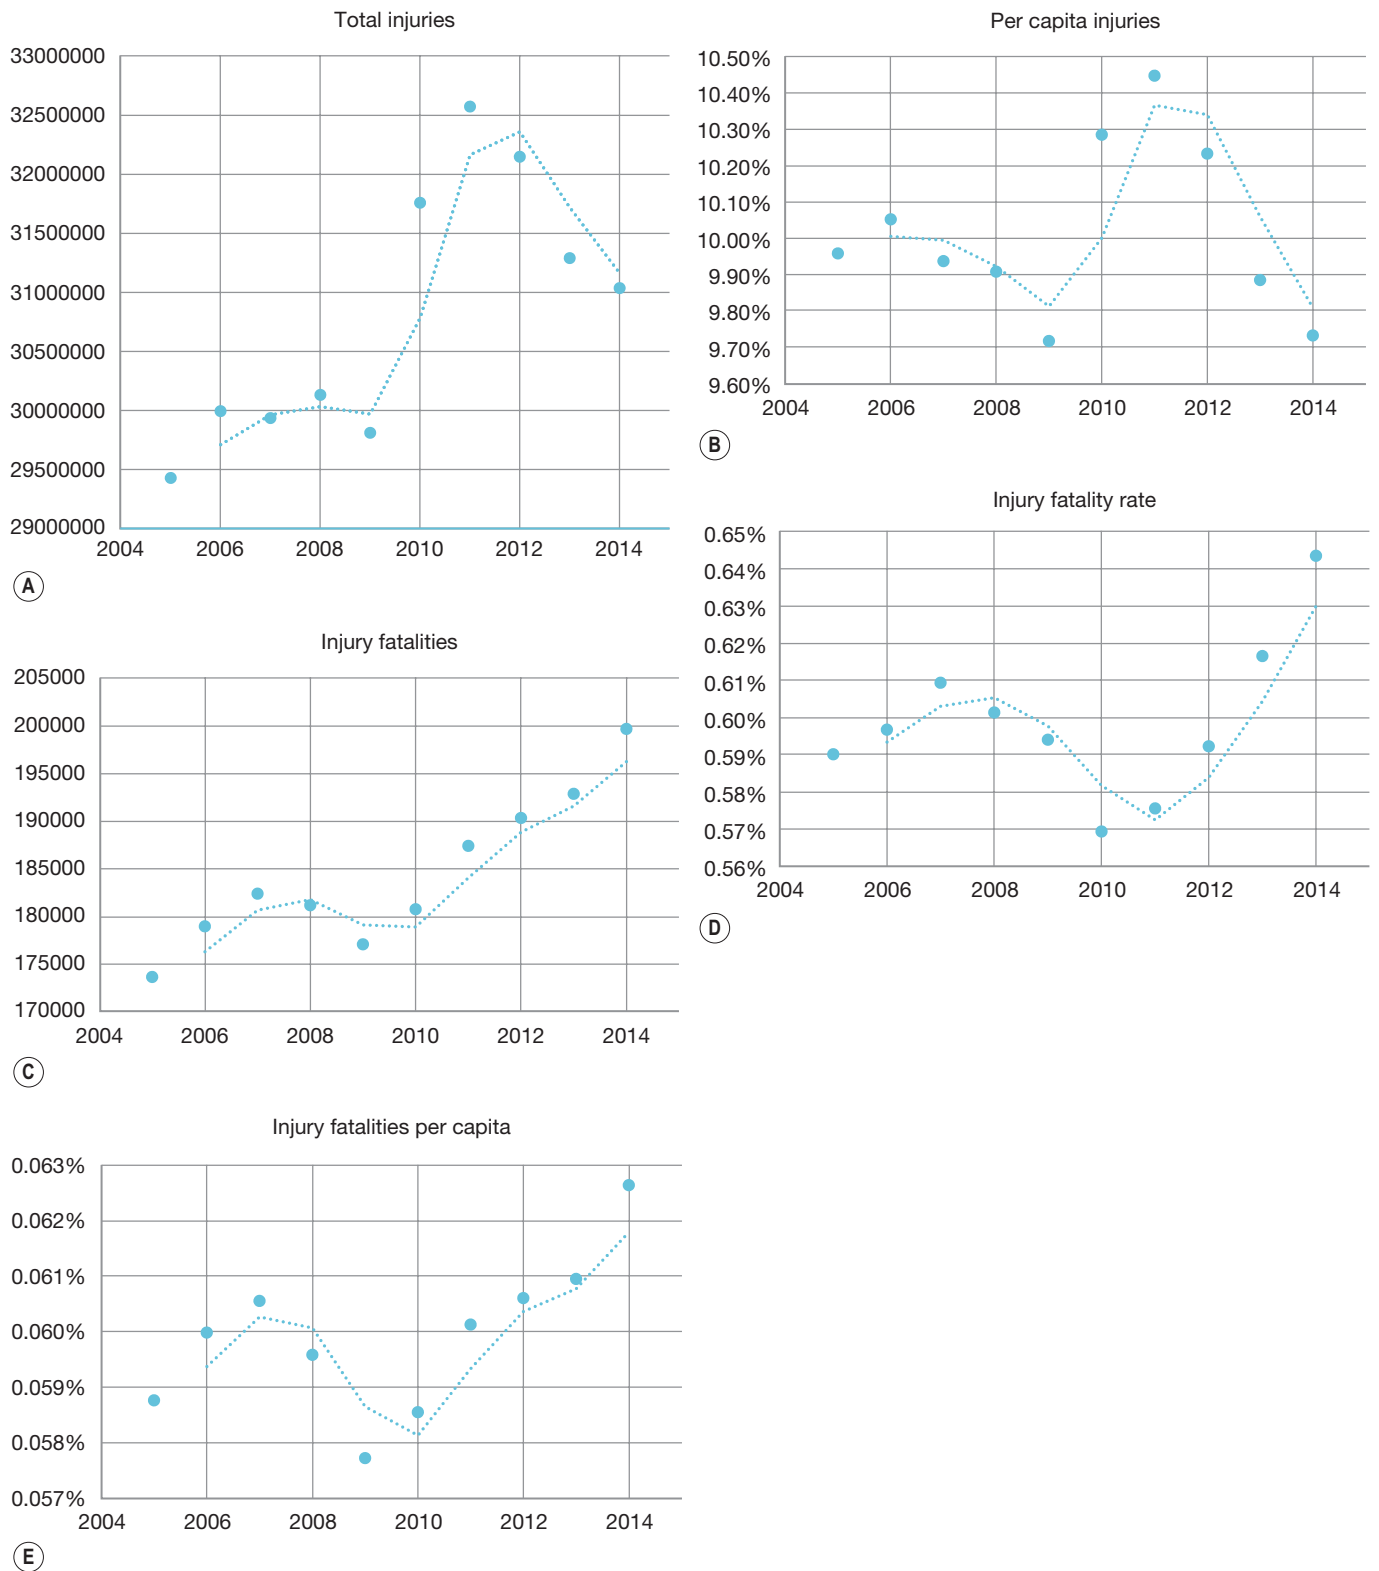 Total injuries
33000000
32500000
32000000
31500000
31000000
30500000
30000000
29500000
29000000
2004 2006 2008 2010 2012 2014
A
Per capita injuries
10.50%
10.40%
10.30%
10.20%
10.10%
10.00%
9.90%
9.80%
9.70%
9.60%
2004 2006 2008 2010 2012 2014
B
Injury fatalities
205000
200000
195000
190000
185000
180000
175000
170000
2004 2006 2008 2010 2012 2014
C
Injury fatality rate
0.65%
0.64%
0.63%
0.62%
0.61%
0.60%
0.59%
0.58%
0.57%
0.56%
2004 2006 2008 2010 2012 2014
D
Injury fatalities per capita
0.063%
0.062%
0.061%
0.060%
0.059%
0.058%
0.057%
2004 2006 2008 2010 2012 2014
E